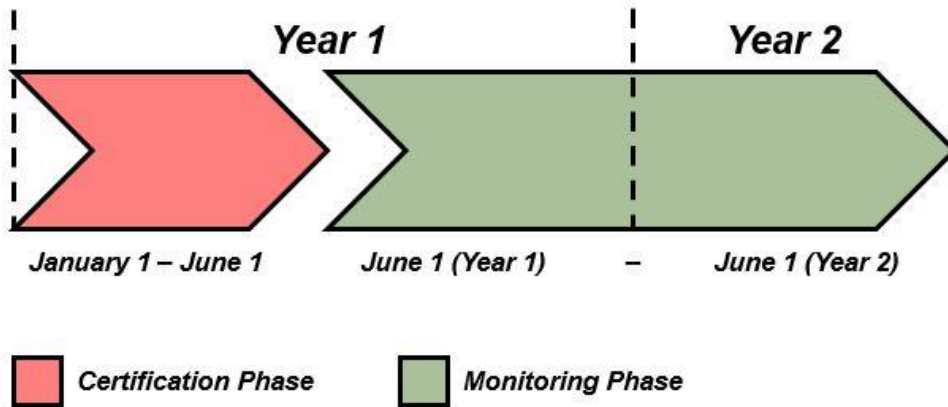 Year 1 Year 2
January 1 – June 1 June 1 (Year 1) – June 1 (Year 2)
Certification Phase Monitoring Phase